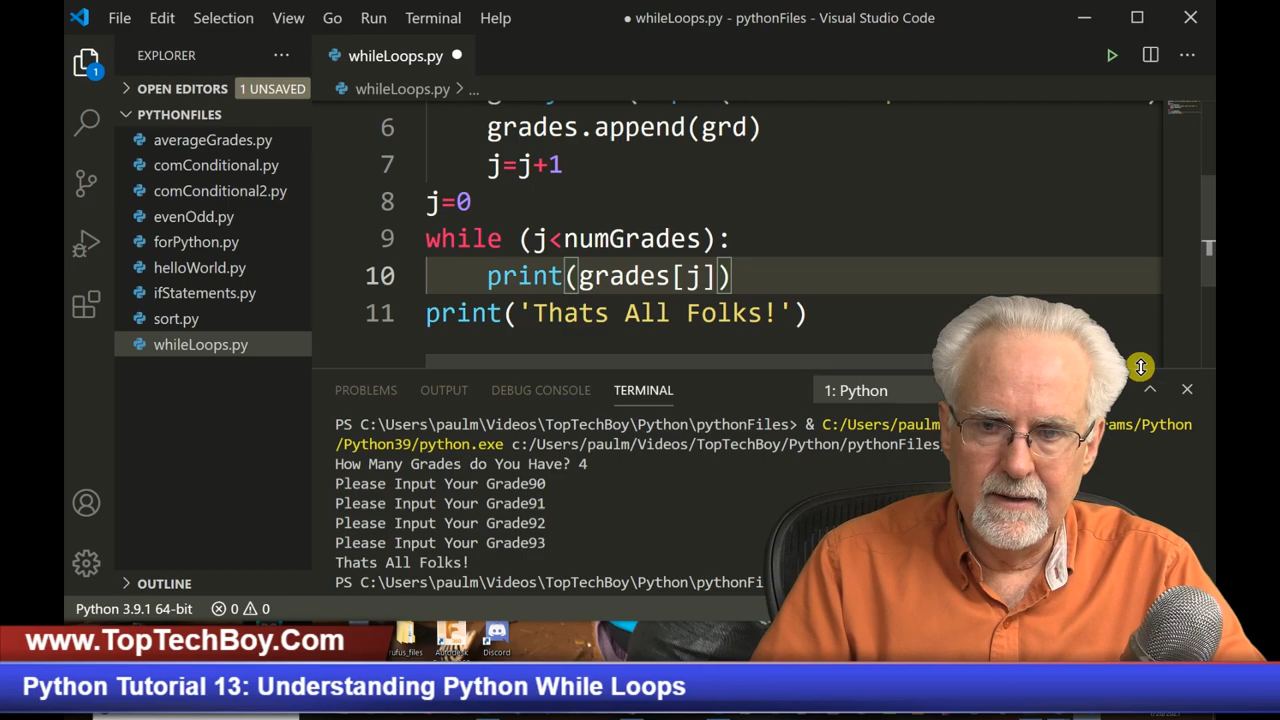 File Edit Selection View Go Run Terminal Help ● whileLoops.py - pythonFiles - Visual Studio Code
EXPLORER ...
whileLoops.py ●
1
OPEN EDITORS 1 UNSAVED
whileLoops.py > ...
PYTHONFILES
averageGrades.py
comConditional.py
comConditional2.py
evenOdd.py
forPython.py
helloWorld.py
ifStatements.py
sort.py
whileLoops.py
OUTLINE
6 grades.append(grd)
7 j=j+1
8 j=0
9 while (j<numGrades):
10 print(grades[j])
11 print('Thats All Folks!')
PROBLEMS OUTPUT DEBUG CONSOLE TERMINAL 1: Python
PS C:\Users\paulm\Videos\TopTechBoy\Python\pythonFiles> & C:/Users/paulm rams/Python
/Python39/python.exe c:/Users/paulm/Videos/TopTechBoy/Python/pythonFiles
How Many Grades do You Have? 4
Please Input Your Grade90
Please Input Your Grade91
Please Input Your Grade92
Please Input Your Grade93
Thats All Folks!
PS C:\Users\paulm\Videos\TopTechBoy\Python\pythonFi
Python 3.9.1 64-bit 0 0
rufus_files Autodesk Discord
www.TopTechBoy.Com
Python Tutorial 13: Understanding Python While Loops